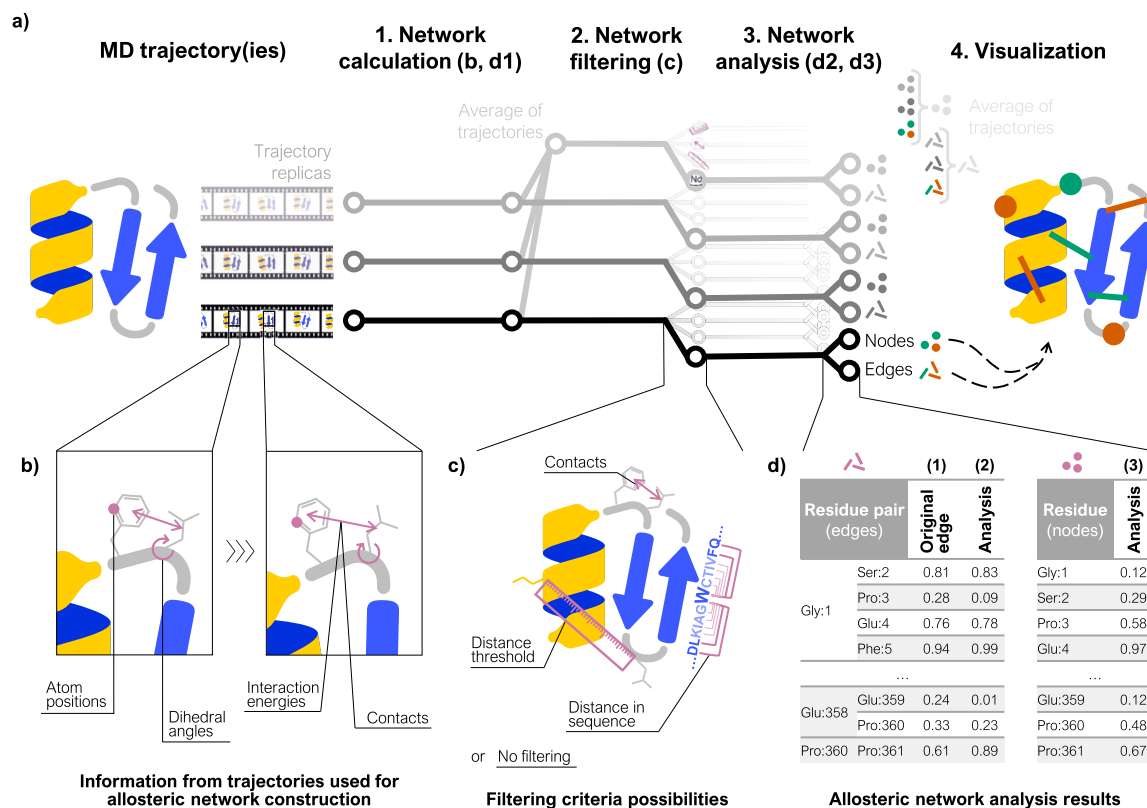 a)
MD trajectory(ies)
1. Network
calculation (b, d1)
2. Network
filtering (c)
3. Network
analysis (d2, d3)
4. Visualization
Average of
trajectories
Average of
trajectories
Trajectory
replicas
No
Nodes
Edges
b)
Atom
positions
Dihedral
angles
Interaction
energies
Contacts
Information from trajectories used for
allosteric network construction
c)
Contacts
...DLKIAGWCTIVFQ...
Distance
threshold
Distance in
sequence
or No filtering
Filtering criteria possibilities
d)
(1) (2)
Residue pair
(edges)
Original
edge
Analysis
Gly:1
Ser:2 0.81 0.83
Pro:3 0.28 0.09
Glu:4 0.76 0.78
Phe:5 0.94 0.99
...
Glu:358
Glu:359 0.24 0.01
Pro:360 0.33 0.23
Pro:360 Pro:361 0.61 0.89
(3)
Residue
(nodes)
Analysis
Gly:1 0.12
Ser:2 0.29
Pro:3 0.58
Glu:4 0.97
...
Glu:359 0.12
Pro:360 0.48
Pro:361 0.67
Allosteric network analysis results